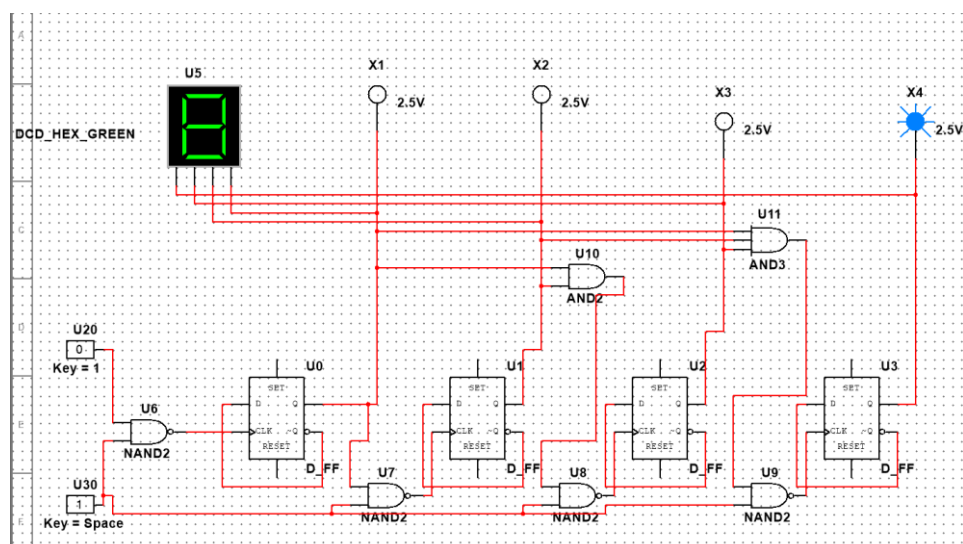 A
X1
X2
U5
2.5V
2.5V
X3
X4
2.5V
2.5V
DCD_HEX_GREEN
8
C
U11
AND3
U10
AND2
D
U20
0
Key = 1
U6
NAND2
U0
SET
D Q
CLK ~Q
RESET
D_FF
U1
SET
D Q
CLK ~Q
RESET
D_FF
U2
SET
D Q
CLK ~Q
RESET
D_FF
U3
SET
D Q
CLK ~Q
RESET
D_FF
E
U30
1
Key = Space
U7
NAND2
U8
NAND2
U9
NAND2